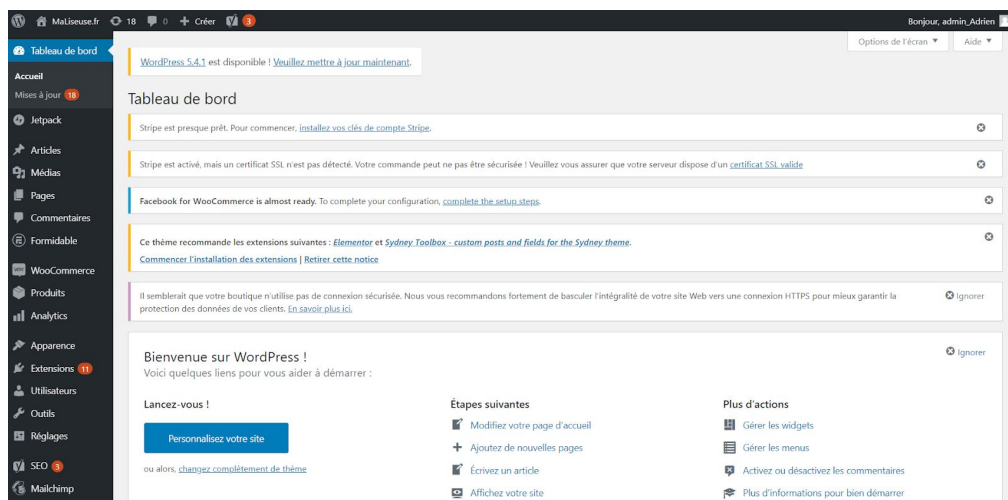 MaLiseuse.fr 18 0 Créer 3 Bonjour, admin_Adrien
Options de l'écran Aide
Tableau de bord
Accueil
Mises à jour 18
Jetpack
Articles
Médias
Pages
Commentaires
Formidable
WooCommerce
Produits
Analytics
Apparence
Extensions 11
Utilisateurs
Outils
Réglages
SEO 3
Mailchimp
WordPress 5.4.1 est disponible ! Veuillez mettre à jour maintenant.
Tableau de bord
Stripe est presque prêt. Pour commencer, installez vos clés de compte Stripe.
Stripe est activé, mais un certificat SSL n'est pas détecté. Votre commande peut ne pas être sécurisée ! Veuillez vous assurer que votre serveur dispose d'un certificat SSL valide
Facebook for WooCommerce is almost ready. To complete your configuration, complete the setup steps.
Ce thème recommande les extensions suivantes : Elementor et Sydney Toolbox - custom posts and fields for the Sydney theme.
Commencer l'installation des extensions | Retirer cette notice
Il semblerait que votre boutique n'utilise pas de connexion sécurisée. Nous vous recommandons fortement de basculer l'intégralité de votre site Web vers une connexion HTTPS pour mieux garantir la
protection des données de vos clients. En savoir plus ici.
Ignorer
Bienvenue sur WordPress !
Ignorer
Voici quelques liens pour vous aider à démarrer :
Lancez-vous !
Personnalisez votre site
ou alors, changez complètement de thème
Étapes suivantes
Modifiez votre page d'accueil
Ajoutez de nouvelles pages
Écrivez un article
Affichez votre site
Plus d'actions
Gérer les widgets
Gérer les menus
Activez ou désactivez les commentaires
Plus d'informations pour bien démarrer